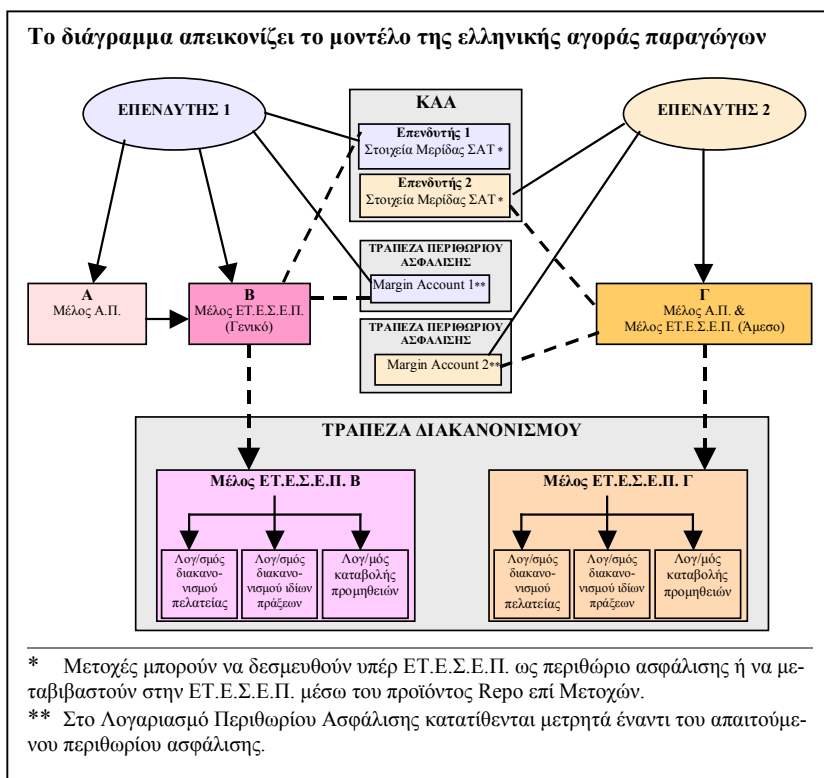 Το διάγραμμα απεικονίζει το μοντέλο της ελληνικής αγοράς παραγώγων
ΕΠΕΝΔΥΤΗΣ 1
ΚΑΑ
Επενδυτής 1
Στοιχεία Μερίδας ΣΑΤ *
Επενδυτής 2
Στοιχεία Μερίδας ΣΑΤ *
ΕΠΕΝΔΥΤΗΣ 2
ΤΡΑΠΕΖΑ ΠΕΡΙΘΩΡΙΟΥ
ΑΣΦΑΛΙΣΗΣ
Margin Account 1**
ΤΡΑΠΕΖΑ ΠΕΡΙΘΩΡΙΟΥ
ΑΣΦΑΛΙΣΗΣ
Margin Account 2**
Α
Μέλος Α.Π.
Β
Μέλος ΕΤ.Ε.Σ.Ε.Π.
(Γενικό)
Γ
Μέλος Α.Π. &
Μέλος ΕΤ.Ε.Σ.Ε.Π. (Άμεσο)
ΤΡΑΠΕΖΑ ΔΙΑΚΑΝΟΝΙΣΜΟΥ
Μέλος ΕΤ.Ε.Σ.Ε.Π. Β
Λογ/σμός
διακανο-
νισμού
πελατείας
Λογ/σμός
διακανο-
νισμού ιδίων
πράξεων
Λογ/μός
καταβολής
προμηθειών
Μέλος ΕΤ.Ε.Σ.Ε.Π. Γ
Λογ/σμός
διακανο-
νισμού
πελατείας
Λογ/σμός
διακανο-
νισμού ιδίων
πράξεων
Λογ/μός
καταβολής
προμηθειών
* Μετοχές μπορούν να δεσμευθούν υπέρ ΕΤ.Ε.Σ.Ε.Π. ως περιθώριο ασφάλισης ή να με-
ταβιβαστούν στην ΕΤ.Ε.Σ.Ε.Π. μέσω του προϊόντος Repo επί Μετοχών.
** Στο Λογαριασμό Περιθωρίου Ασφάλισης κατατίθενται μετρητά έναντι του απαιτούμε-
νου περιθωρίου ασφάλισης.